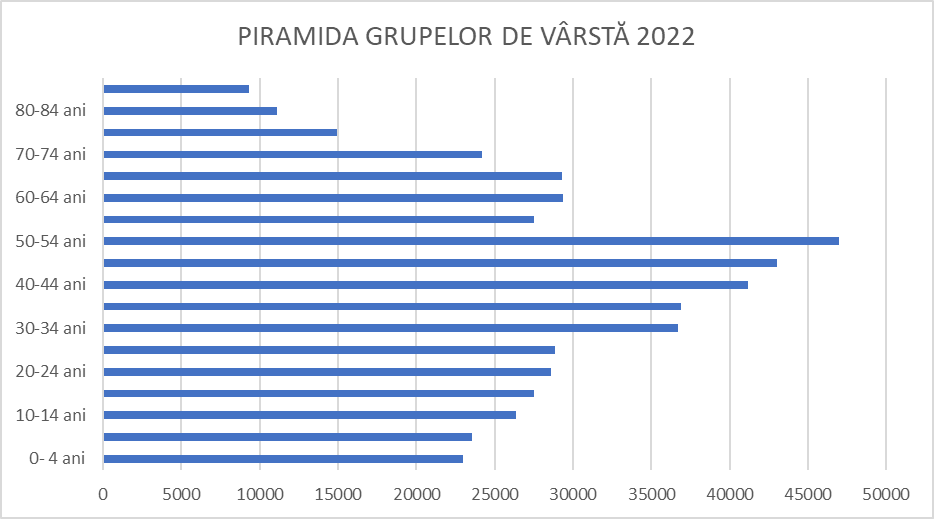 PIRAMIDA GRUPELOR DE VÂRSTĂ 2022
80-84 ani
70-74 ani
60-64 ani
50-54 ani
40-44 ani
30-34 ani
20-24 ani
10-14 ani
0- 4 ani
0 5000 10000 15000 20000 25000 30000 35000 40000 45000 50000